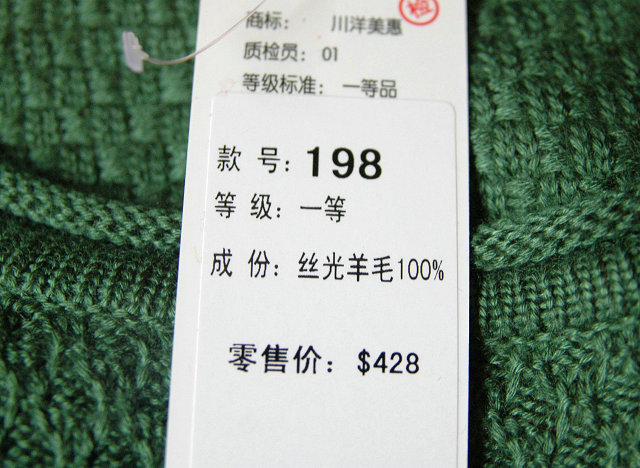 商标： 川洋美惠
质检员：01
等级标准：一等品
款 号：198
等 级：一等
成 份：丝光羊毛100%
零售价：$428